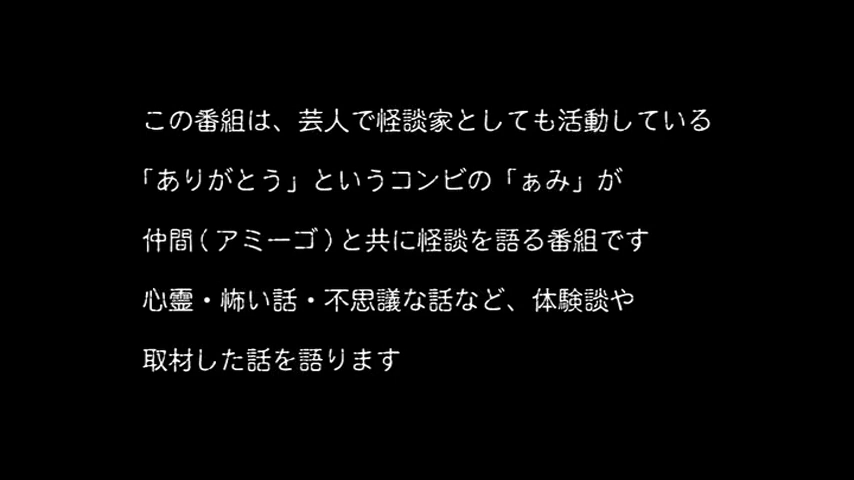 この番組は、芸人で怪談家としても活動している
「ありがとう」というコンビの「ぁみ」が
仲間(アミーゴ)と共に怪談を語る番組です
心霊・怖い話・不思議な話など、体験談や
取材した話を語ります